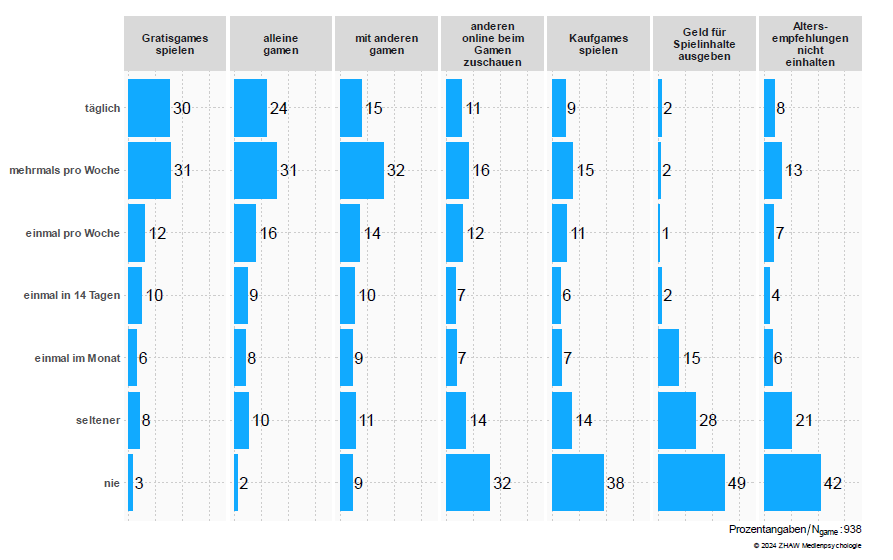 Gratisgames
spielen
alleine
gamen
mit anderen
gamen
anderen
online beim
Gamen
zuschauen
Kaufgames
spielen
Geld für
Spielinhalte
ausgeben
Alters-
empfehlungen
nicht
einhalten
täglich 30 24 15 11 9 2 8
mehrmals pro Woche 31 31 32 16 15 2 13
einmal pro Woche 12 16 14 12 11 1 7
einmal in 14 Tagen 10 9 10 7 6 2 4
einmal im Monat 6 8 9 7 7 15 6
seltener 8 10 11 14 14 28 21
nie 3 2 9 32 38 49 42
Prozentangaben/Ngame:938
© 2024 ZHAW Medienpsychologie